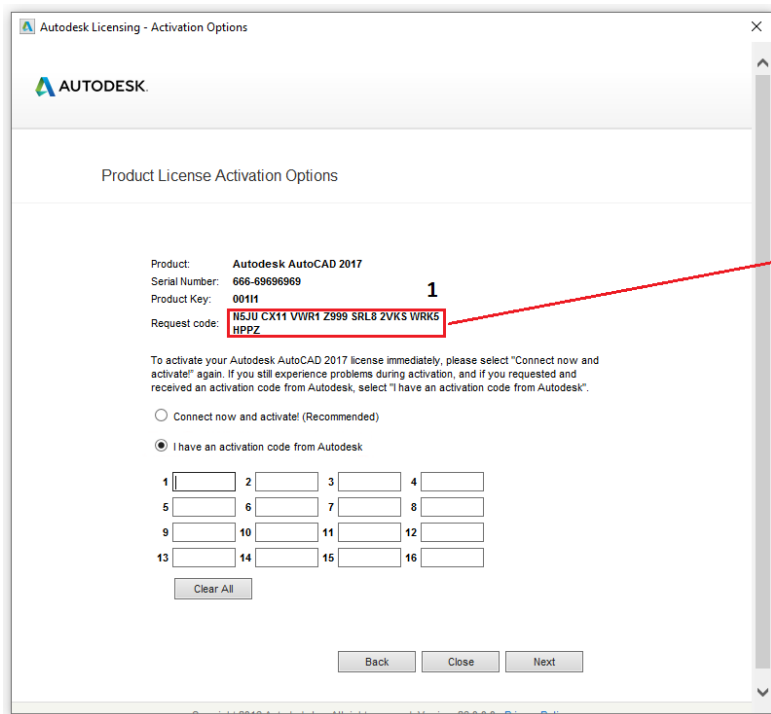 Autodesk Licensing - Activation Options
AUTODESK.
Product License Activation Options
Product: Autodesk AutoCAD 2017
1
Serial Number: 666-69696969
Product Key: 001I1
Request code: N5JU CX11 VWR1 Z999 SRL8 2VKS WRK5
HPPZ
To activate your Autodesk AutoCAD 2017 license immediately, please select "Connect now and
activate!" again. If you still experience problems during activation, and if you requested and
received an activation code from Autodesk, select "I have an activation code from Autodesk".
Connect now and activate! (Recommended)
I have an activation code from Autodesk
1 2 3 4
5 6 7 8
9 10 11 12
13 14 15 16
Clear All
Back Close Next